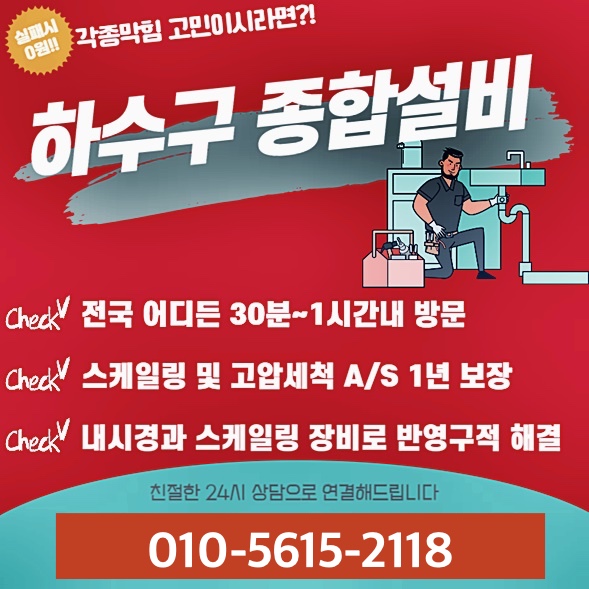 실패시
0원!!
각종막힘 고민이시라면?!
하수구 종합설비
Check 전국 어디든 30분~1시간내 방문
Check 스케일링 및 고압세척 A/S 1년 보장
Check 내시경과 스케일링 장비로 반영구적 해결
친절한 24시 상담으로 연결해드립니다
010-5615-2118